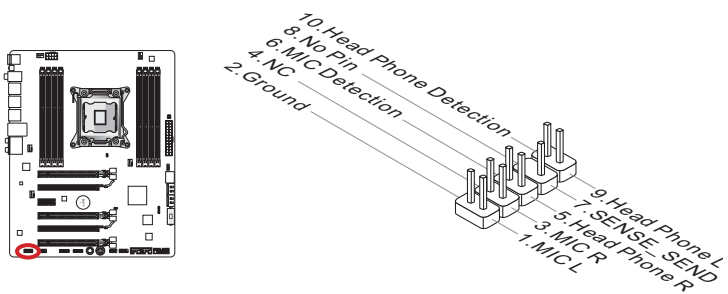 10.Head Phone Detection
8.No Pin
6.MIC Detection
4.NC
2.Ground
9.Head Phone L
7.SENSE_SEND
5.Head Phone R
3.MIC R
1.MIC L